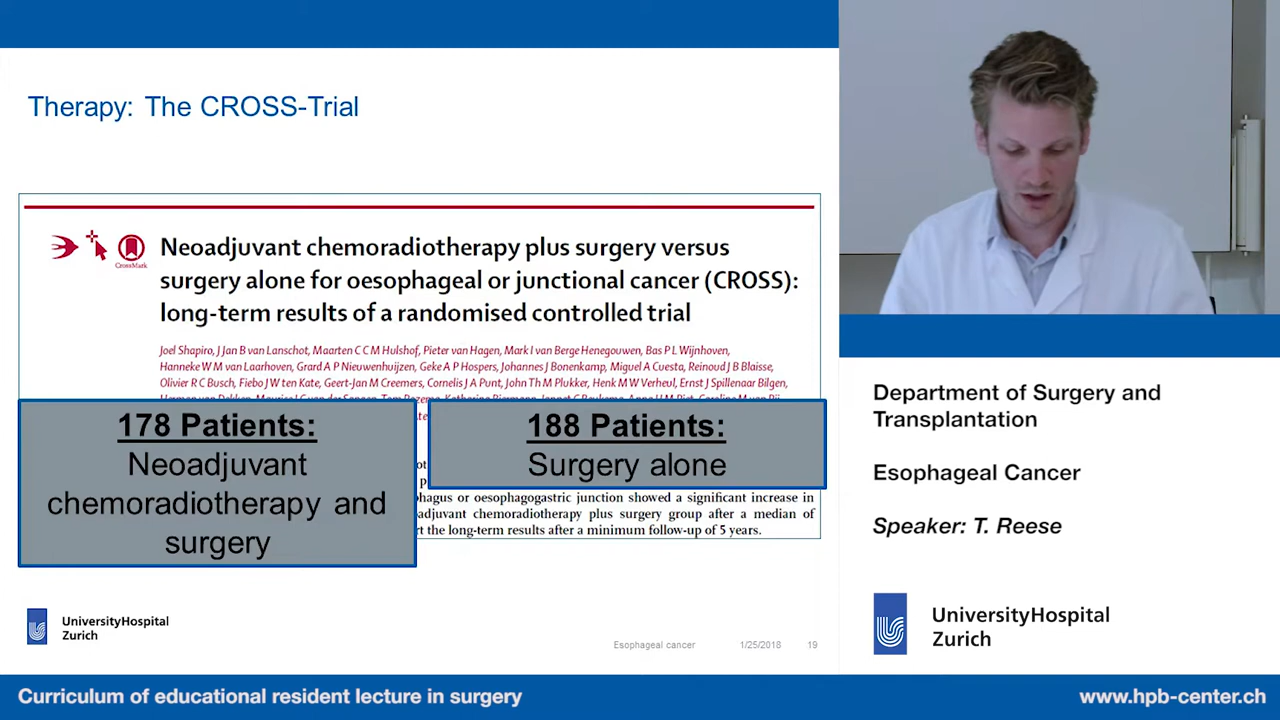 Therapy: The CROSS-Trial
CrossMark
Neoadjuvant chemoradiotherapy plus surgery versus
surgery alone for oesophageal or junctional cancer (CROSS):
long-term results of a randomised controlled trial
Joel Shapiro, J Jan B van Lanschot, Maarten C C M Hulshof, Pieter van Hagen, Mark I van Berge Henegouwen, Bas P L Wijnhoven,
Hanneke W M van Laarhoven, Grard A P Nieuwenhuijzen, Geke A P Hospers, Johannes J Bonenkamp, Miguel A Cuesta, Reinoud J B Blaisse,
Olivier R C Busch, Fiebo J W ten Kate, Geert-Jan M Creemers, Cornelis J A Punt, John Th M Plukker, Henk M W Verheul, Ernst J Spillenaar Bilgen,
178 Patients:
Neoadjuvant
chemoradiotherapy and
surgery
188 Patients:
Surgery alone
or oesophagogastric junction showed a significant increase in
chemoradiotherapy plus surgery group after a median of
the long-term results after a minimum follow-up of 5 years.
UniversityHospital
Zurich
Esophageal cancer 1/25/2018 19
Department of Surgery and
Transplantation
Esophageal Cancer
Speaker: T. Reese
UniversityHospital
Zurich
Curriculum of educational resident lecture in surgery
www.hpb-center.ch